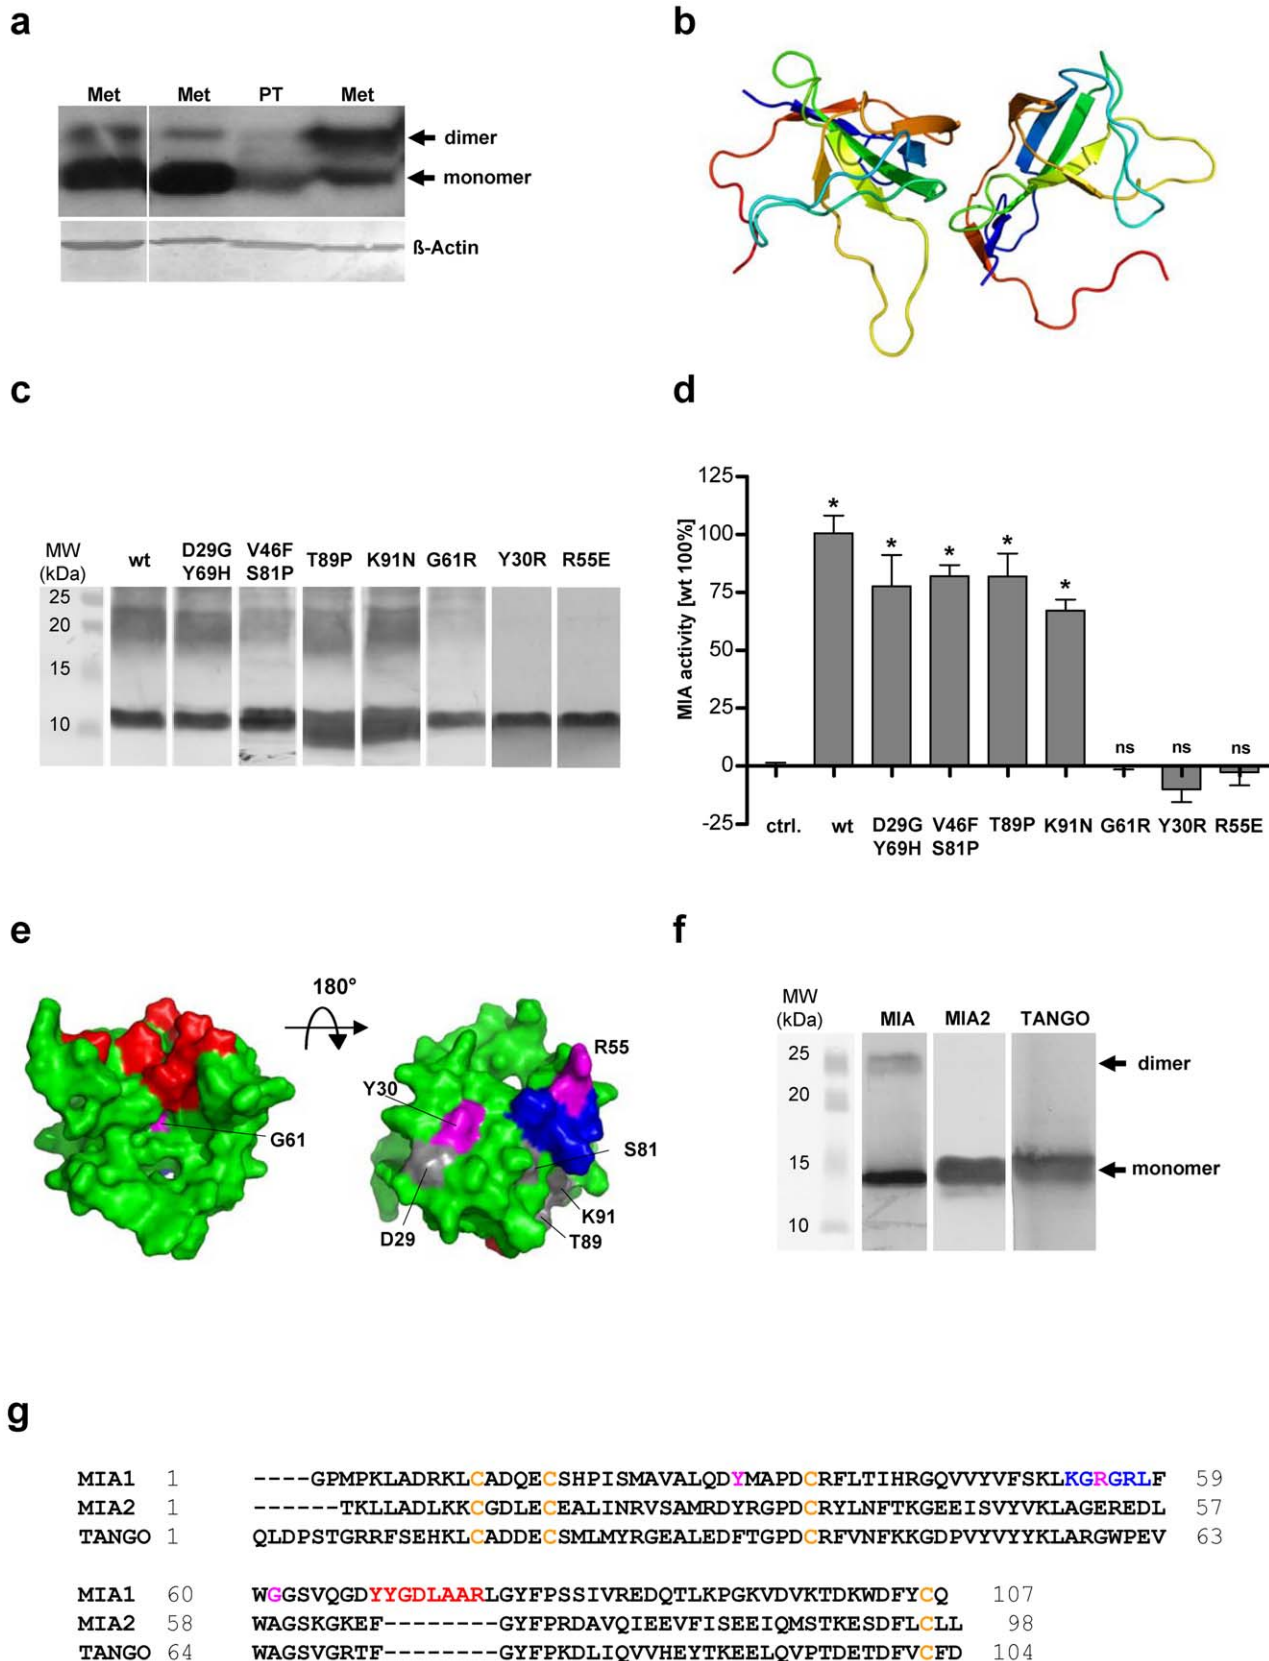 a
Met Met PT Met
dimer
monomer
ß-Actin
b
c
MW (kDa)
wt
D29G Y69H
V46F S81P
T89P
K91N
G61R
Y30R
R55E
25
20
15
10
d
MIA activity [wt 100%]
125
100
75
50
25
0
-25
* * * * * ns ns ns
ctrl. wt D29G V46F T89P K91N G61R Y30R R55E
Y69H S81P
e
180°
G61
Y30
R55
S81
K91
T89
D29
f
MW (kDa)
MIA MIA2 TANGO
25
20
15
10
dimer
monomer
g
MIA1 1 ----GPMPKLADRKLCADQECSHPISMAVALQDYMAPDCRFLTIHRGQVVYVFSKLKGRGRLF 59
MIA2 1 ------TKLLADLKKCGDLECEALINRVSAMRDYRGPDCRYLNFTKGEEISVYVKLAGEREDL 57
TANGO 1 QLDPSTGRRFSEHKLCADDECSMLMYRGEALEDFTGPDCRFVNFKKGDPVYVYYKLARGWPEV 63
MIA1 60 WGGSVQGDYYGDLAARLGYFPSSIVREDQTLKPGKVDVKTDKWDFYCQ 107
MIA2 58 WAGSKGKEF--------GYFPRDAVQIEEVFISEEIQMSTKESDFLCLL 98
TANGO 64 WAGSVGRTF--------GYFPKDLIQVVHEYTKEELQVPTDETDFVCFD 104